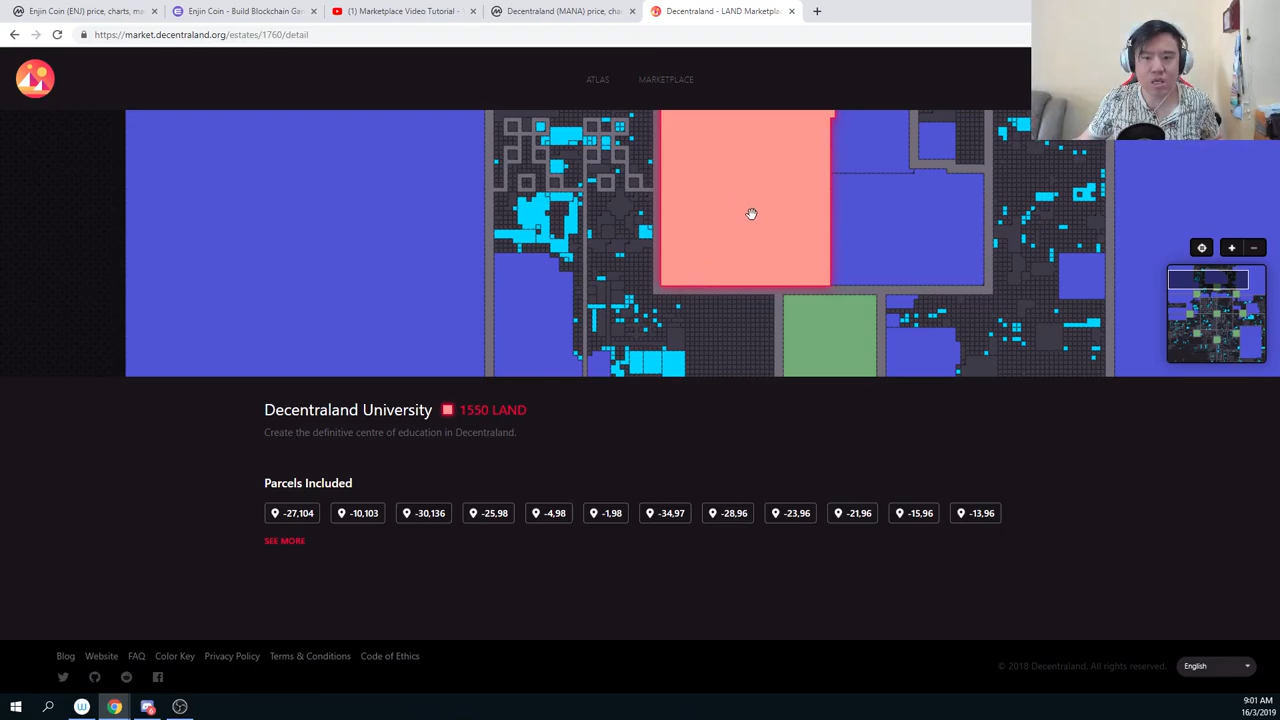 Enjin Coin (ENJ) price, charts, ma
Enjin Coin - Build Blockchain Ga
(1) Marketplace Video Tutorial -
Decentraland (MANA) price, cha
Decentraland - LAND Marketpla
https://market.decentraland.org/estates/1760/detail
ATLAS
MARKETPLACE
Decentraland University
1550 LAND
Create the definitive centre of education in Decentraland.
Parcels Included
-27,104
-10,103
-30,136
-25,98
-4,98
-1,98
-34,97
-28,96
-23,96
-21,96
-15,96
-13,96
SEE MORE
Blog
Website
FAQ
Color Key
Privacy Policy
Terms & Conditions
Code of Ethics
© 2018 Decentraland. All rights reserved.
English
9:01 AM
16/3/2019